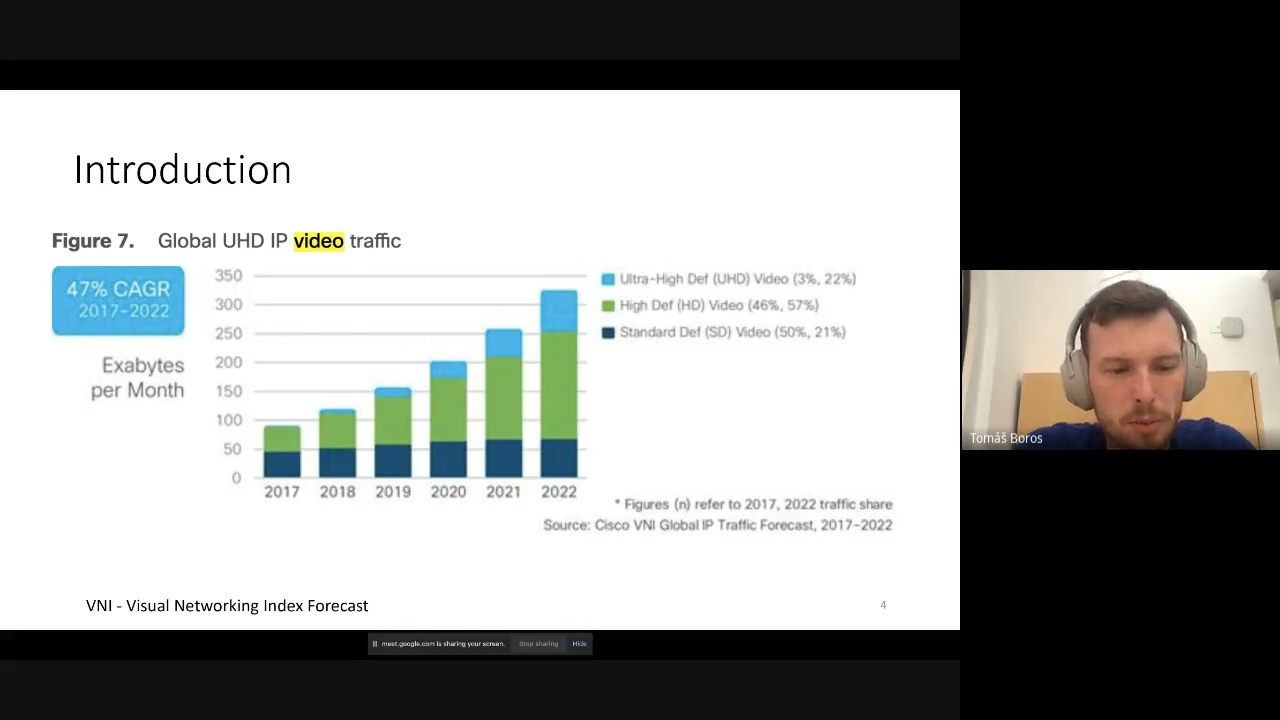 Introduction
Figure 7. Global UHD IP video traffic
47% CAGR
2017-2022
Exabytes
per Month
350
300
250
200
150
100
50
0
2017 2018 2019 2020 2021 2022
Ultra-High Def (UHD) Video (3%, 22%)
High Def (HD) Video (46%, 57%)
Standard Def (SD) Video (50%, 21%)
* Figures (n) refer to 2017, 2022 traffic share
Source: Cisco VNI Global IP Traffic Forecast, 2017-2022
VNI - Visual Networking Index Forecast
4
meet.google.com is sharing your screen. Stop sharing Hide
Tomáš Boros